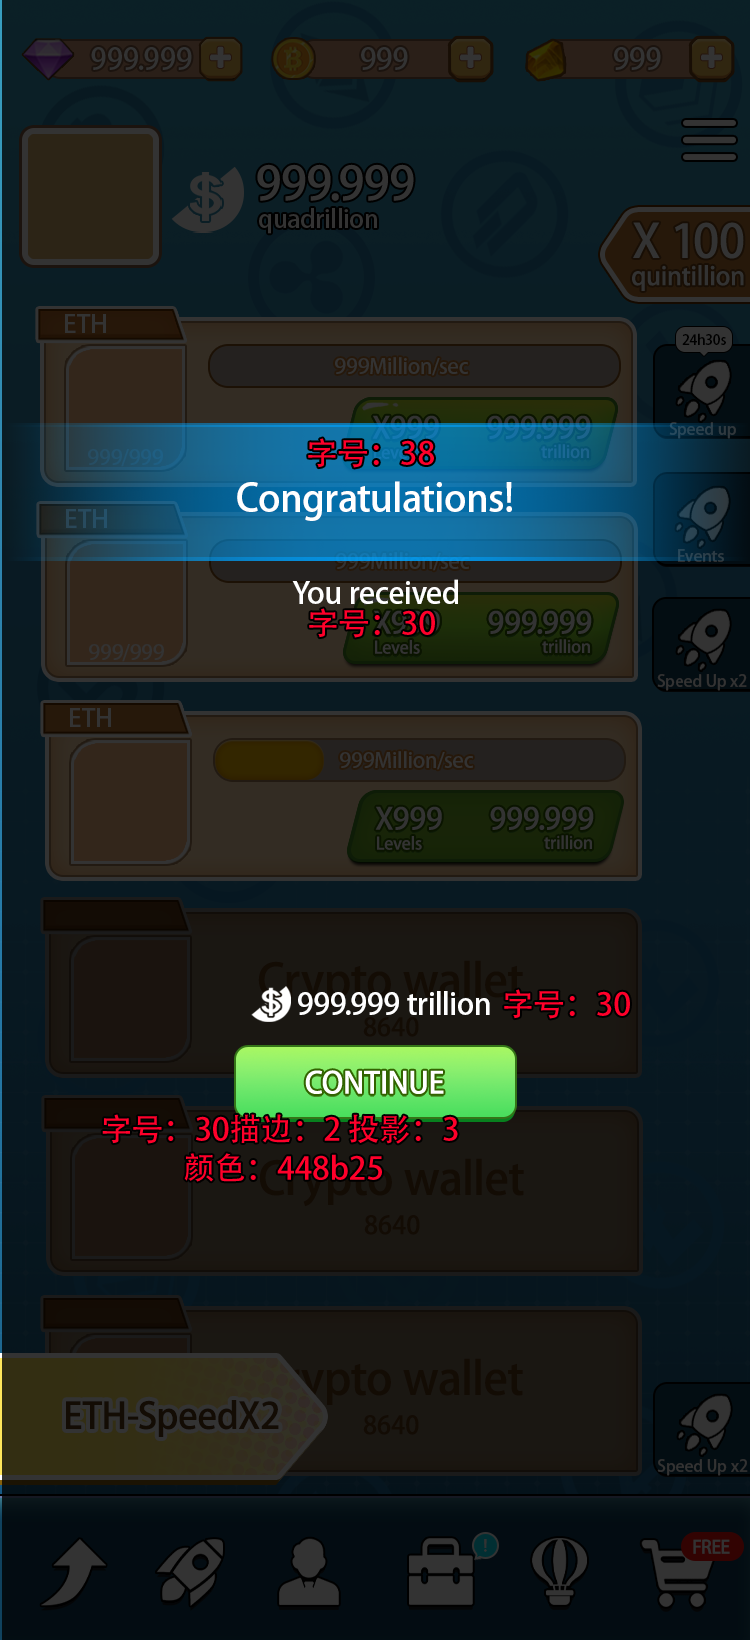 999.999
999
999
999.999
quadrillion
X 100
quintillion
ETH
24h30s
999Million/sec
X999 999.999
Speed up
999/999
trillion
字号：38
Congratulations!
ETH
999Million/sec
Events
You received
字号：30
X999 999.999
Levels trillion
999/999
Speed Up x2
ETH
999Million/sec
X999 999.999
Levels trillion
Crypto wallet
999.999 trillion
字号：30
8640
CONTINUE
字号：30描边：2 投影：3
颜色：448b25
Crypto wallet
8640
Crypto wallet
ETH-SpeedX2
8640
Speed Up x2
!
FREE